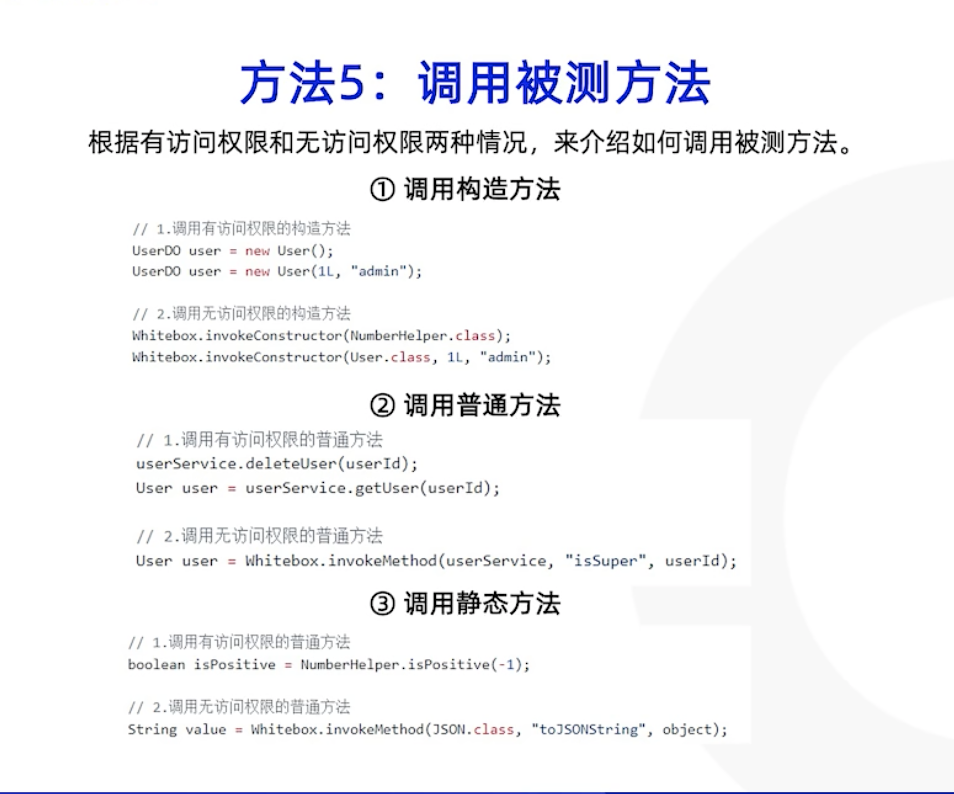 方法5：调用被测方法
根据有访问权限和无访问权限两种情况，来介绍如何调用被测方法。
① 调用构造方法
// 1.调用有访问权限的构造方法
UserDO user = new User();
UserDO user = new User(1L, "admin");
// 2.调用无访问权限的构造方法
Whitebox.invokeConstructor(NumberHelper.class);
Whitebox.invokeConstructor(User.class, 1L, "admin");
② 调用普通方法
// 1.调用有访问权限的普通方法
userService.deleteUser(userId);
User user = userService.getUser(userId);
// 2.调用无访问权限的普通方法
User user = Whitebox.invokeMethod(userService, "isSuper", userId);
③ 调用静态方法
// 1.调用有访问权限的普通方法
boolean isPositive = NumberHelper.isPositive(-1);
// 2.调用无访问权限的普通方法
String value = Whitebox.invokeMethod(JSON.class, "toJSONString", object);